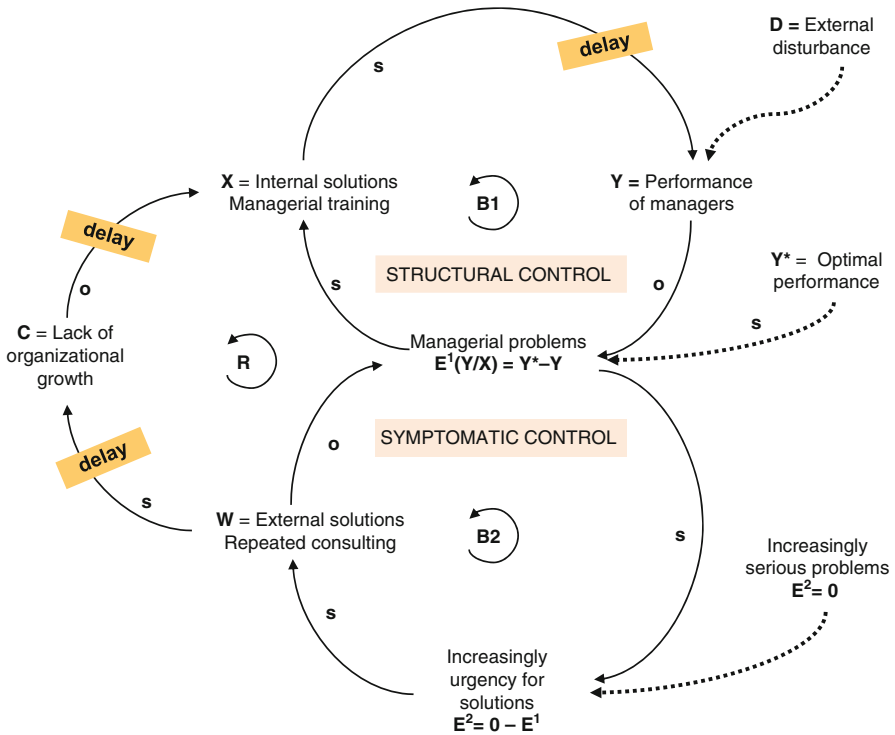 D = External
disturbance
s
delay
X = Internal solutions
Managerial training
B1
Y = Performance
of managers
delay
STRUCTURAL CONTROL
Y* = Optimal
performance
s
o
o
s
C = Lack of
organizational
growth
R
Managerial problems
E¹(Y/X) = Y*–Y
SYMPTOMATIC CONTROL
o
delay
s
W = External solutions
Repeated consulting
B2
s
Increasingly
serious problems
E²= 0
s
Increasingly
urgency for
solutions
E²= 0 – E¹